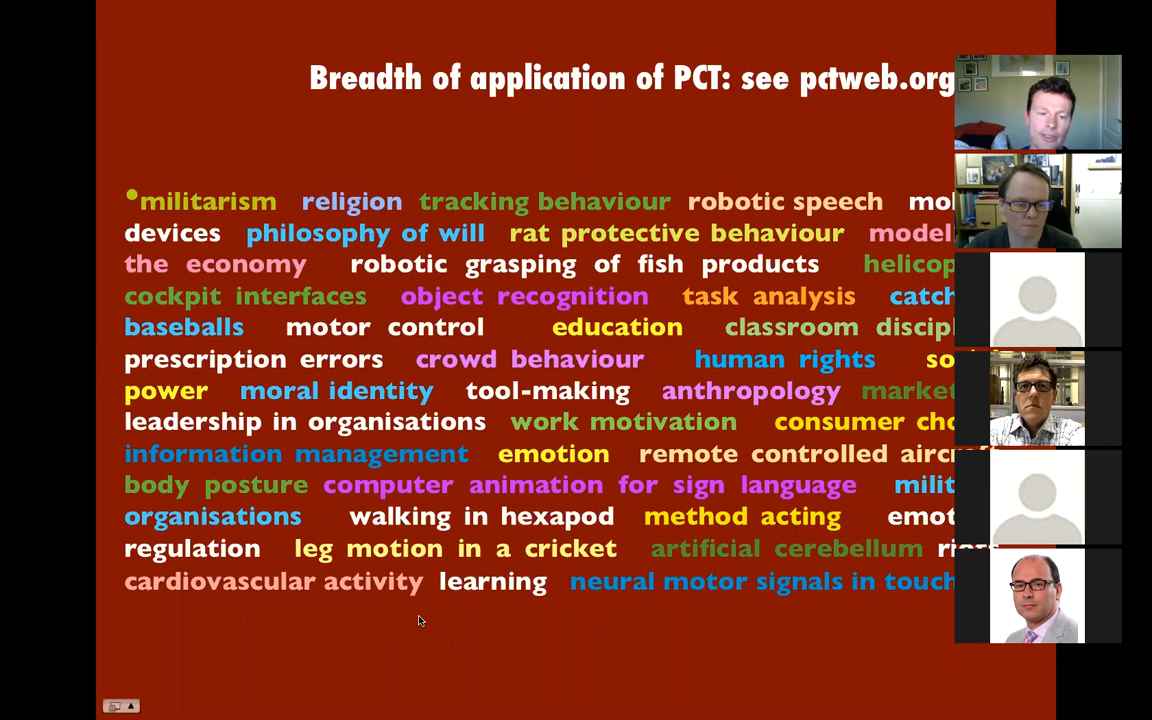 Breadth of application of PCT: see pctweb.org
•militarism religion tracking behaviour robotic speech
devices philosophy of will rat protective behaviour
the economy robotic grasping of fish products
cockpit interfaces object recognition task analysis
baseballs motor control education classroom
prescription errors crowd behaviour human rights
power moral identity tool-making anthropology
leadership in organisations work motivation consumer
information management emotion remote controlled
body posture computer animation for sign language
organisations walking in hexapod method acting
regulation leg motion in a cricket artificial cerebellum
cardiovascular activity learning neural motor signals in touch